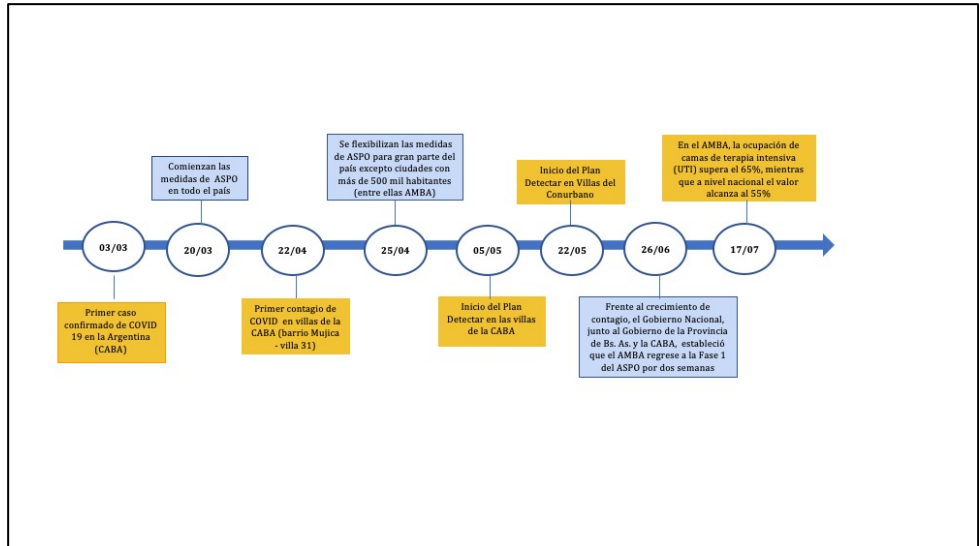 Comienzan las
medidas de ASPO
en todo el país
Se flexibilizan las medidas
de ASPO para gran parte del
país excepto ciudades con
más de 500 mil habitantes
(entre ellas AMBA)
Inicio del Plan
Detectar en Villas del
Conurbano
En el AMBA, la ocupación de
camas de terapia intensiva
(UTI) supera el 65%, mientras
que a nivel nacional el valor
alcanza al 55%
03/03
20/03
22/04
25/04
05/05
22/05
26/06
17/07
Primer caso
confirmado de COVID
19 en la Argentina
(CABA)
Primer contagio de
COVID en villas de la
CABA (barrio Mujica
- villa 31)
Inicio del Plan
Detectar en las villas
de la CABA
Frente al crecimiento de
contagio, el Gobierno Nacional,
junto al Gobierno de la Provincia
de Bs. As. y la CABA, estableció
que el AMBA regrese a la Fase 1
del ASPO por dos semanas